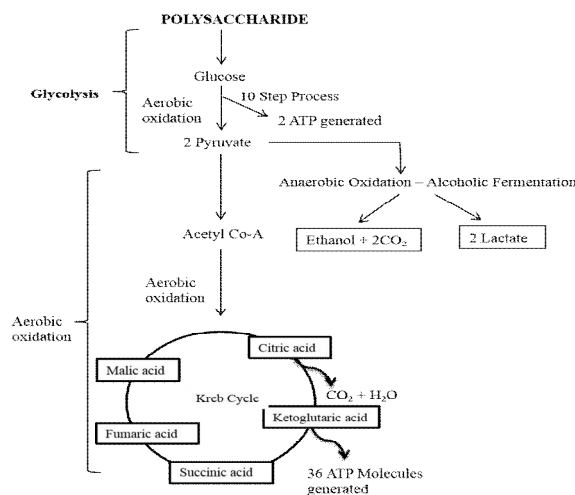 POLYSACCHARIDE
Glucose
Glycolysis
Aerobic
oxidation
10 Step Process
2 ATP generated
2 Pyruvate
Anaerobic Oxidation – Alcoholic Fermentation
Ethanol + 2CO₂
2 Lactate
Acetyl Co-A
Aerobic
oxidation
Aerobic
oxidation
Citric acid
Malic acid
CO₂ + H₂O
Kreb Cycle
Ketoglutaric acid
Fumaric acid
Succinic acid
36 ATP Molecules
generated